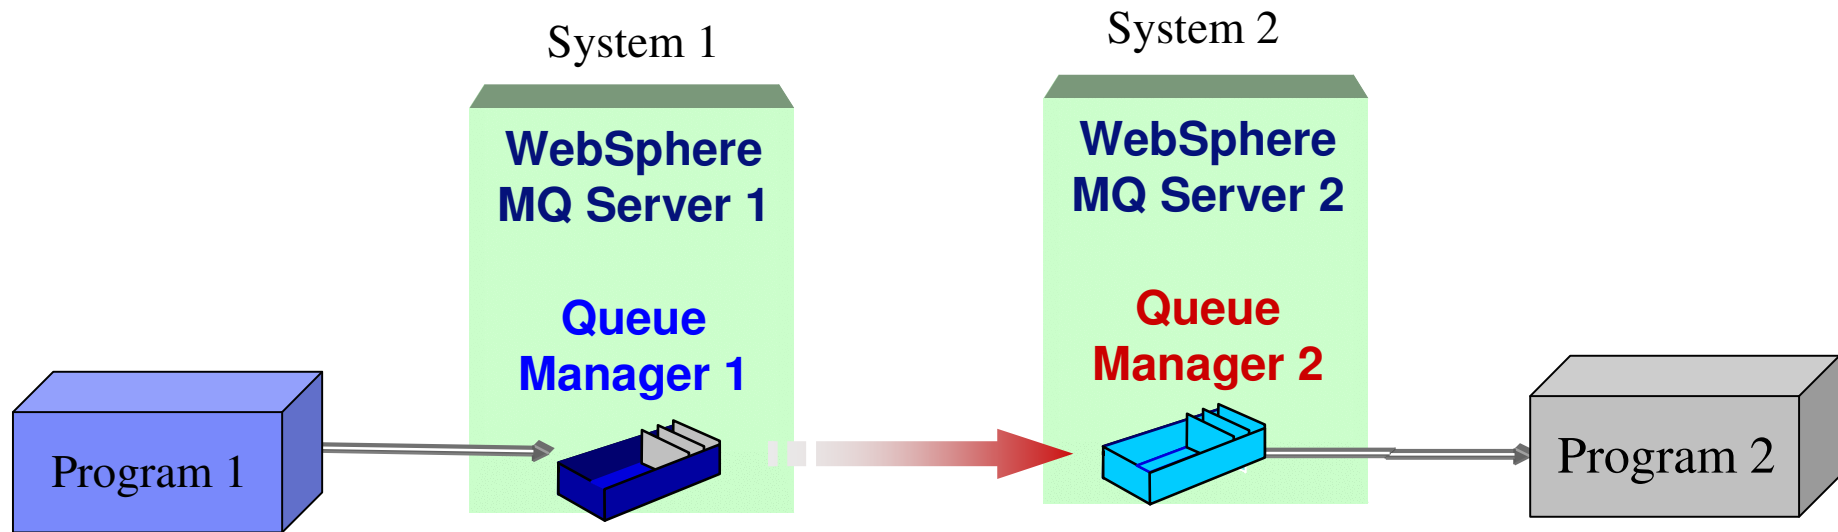 System 1
System 2
WebSphere
MQ Server 1
WebSphere
MQ Server 2
Queue
Manager 1
Queue
Manager 2
Program 1
Program 2